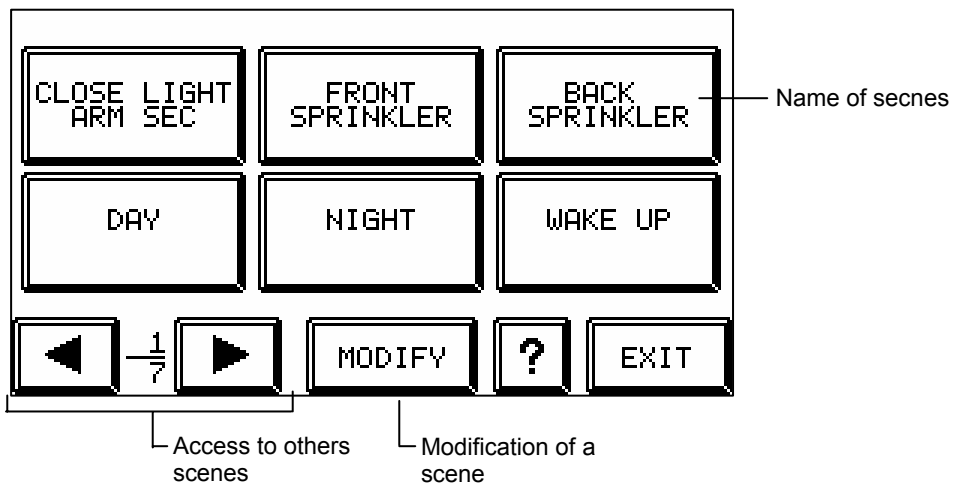 CLOSE LIGHT
ARM SEC
FRONT
SPRINKLER
BACK
SPRINKLER
Name of secnes
DAY
NIGHT
WAKE UP
1
7
MODIFY
?
EXIT
Access to others
scenes
Modification of a
scene